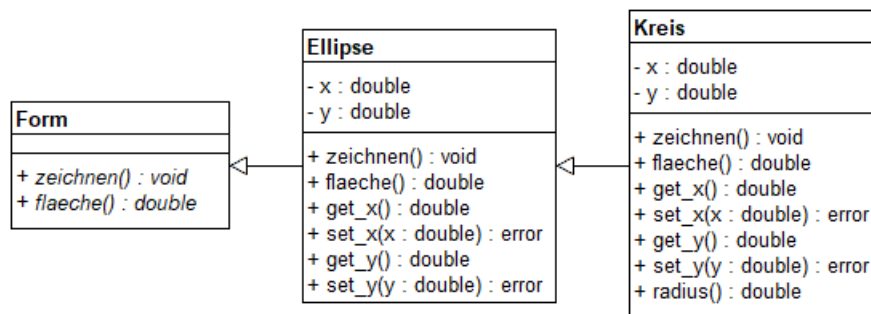 Form
+ zeichnen() : void
+ flaeche() : double
Ellipse
- x : double
- y : double
+ zeichnen() : void
+ flaeche() : double
+ get_x() : double
+ set_x(x : double) : error
+ get_y() : double
+ set_y(y : double) : error
Kreis
- x : double
- y : double
+ zeichnen() : void
+ flaeche() : double
+ get_x() : double
+ set_x(x : double) : error
+ get_y() : double
+ set_y(y : double) : error
+ radius() : double